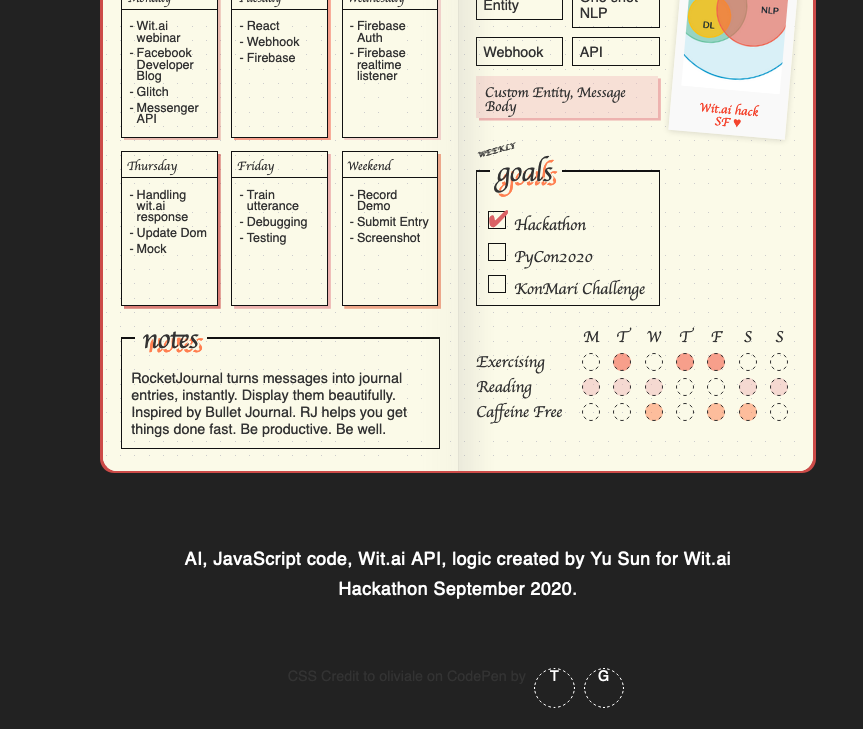 Monday
Tuesday
Wednesday
- Wit.ai
webinar
- Facebook
Developer
Blog
- Glitch
- Messenger
API
- React
- Webhook
- Firebase
- Firebase
Auth
- Firebase
realtime
listener
Thursday
Friday
Weekend
- Handling
wit.ai
response
- Update Dom
- Mock
- Train
utterance
- Debugging
- Testing
- Record
Demo
- Submit Entry
- Screenshot
notes
RocketJournal turns messages into journal
entries, instantly. Display them beautifully.
Inspired by Bullet Journal. RJ helps you get
things done fast. Be productive. Be well.
Entity
NLP
Webhook
API
Custom Entity, Message
Body
DL
NLP
Wit.ai hack
SF ♥
WEEKLY
goals
✔ Hackathon
PyCon2020
KonMari Challenge
M T W T F S S
Exercising
Reading
Caffeine Free
AI, JavaScript code, Wit.ai API, logic created by Yu Sun for Wit.ai
Hackathon September 2020.
CSS Credit to oliviale on CodePen by T G